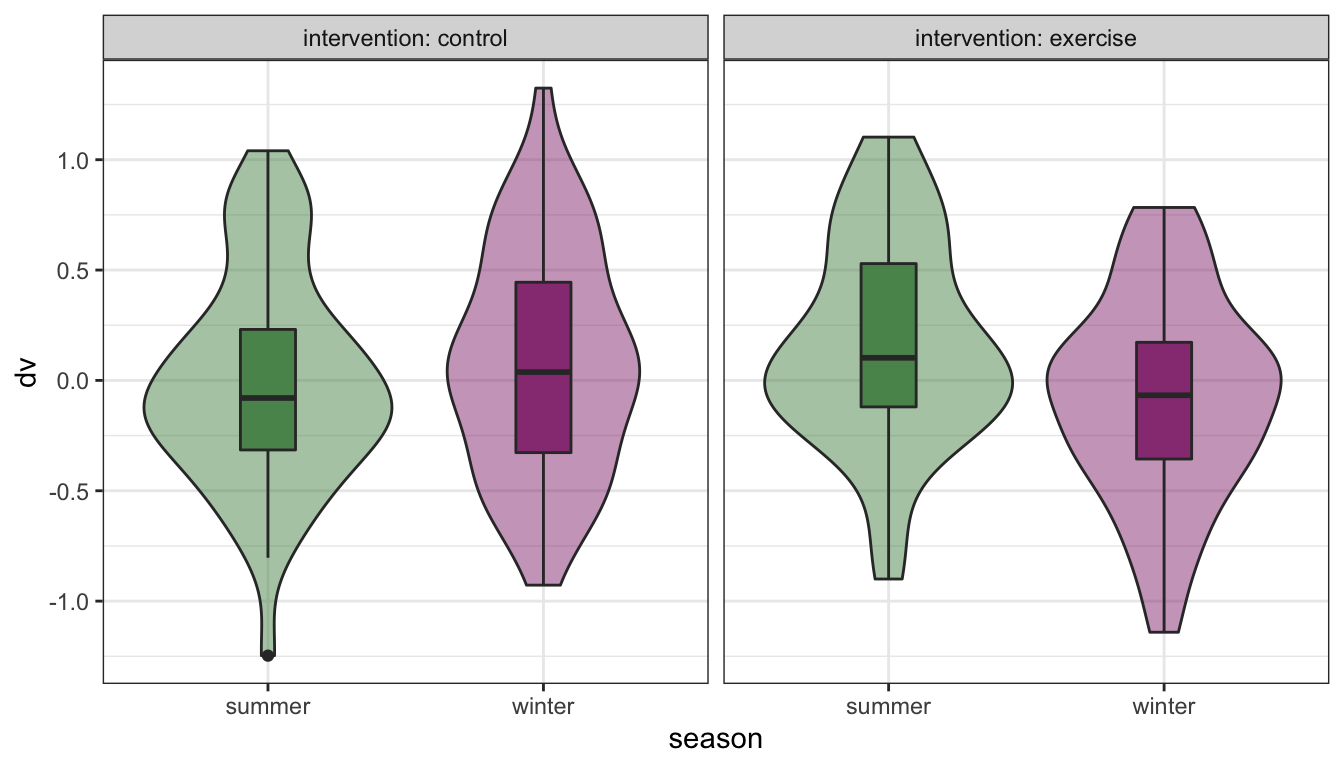 intervention: control
intervention: exercise
dv
1.0
0.5
0.0
-0.5
-1.0
summer
winter
summer
winter
season